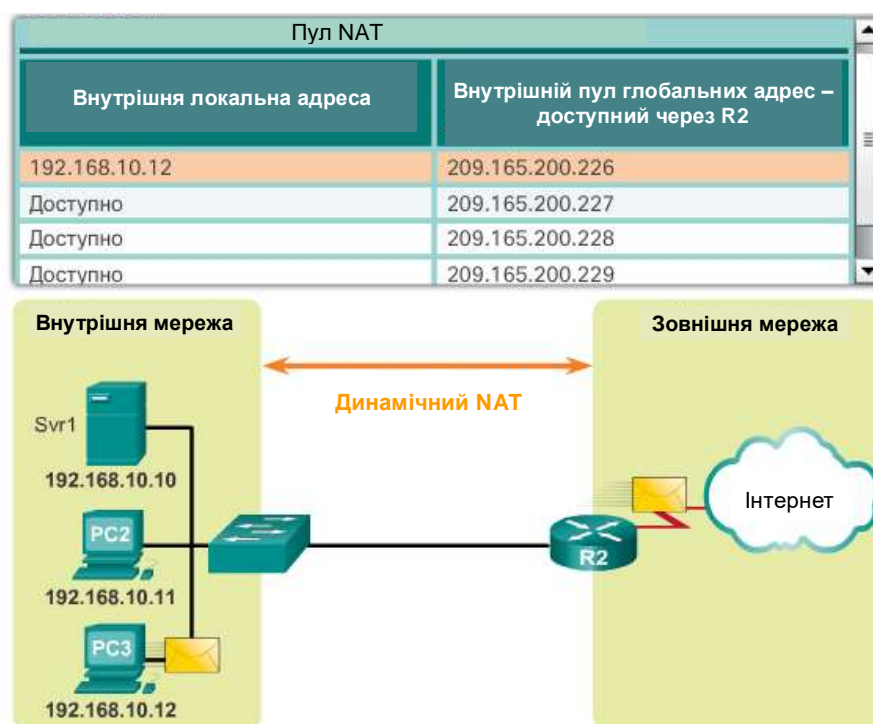 Пул NAT
Внутрішня локальна адреса
Внутрішній пул глобальних адрес –
доступний через R2
192.168.10.12 209.165.200.226
Доступно 209.165.200.227
Доступно 209.165.200.228
Доступно 209.165.200.229
Внутрішня мережа
Зовнішня мережа
Динамічний NAT
Svr1
192.168.10.10
Інтернет
PC2
R2
192.168.10.11
PC3
192.168.10.12